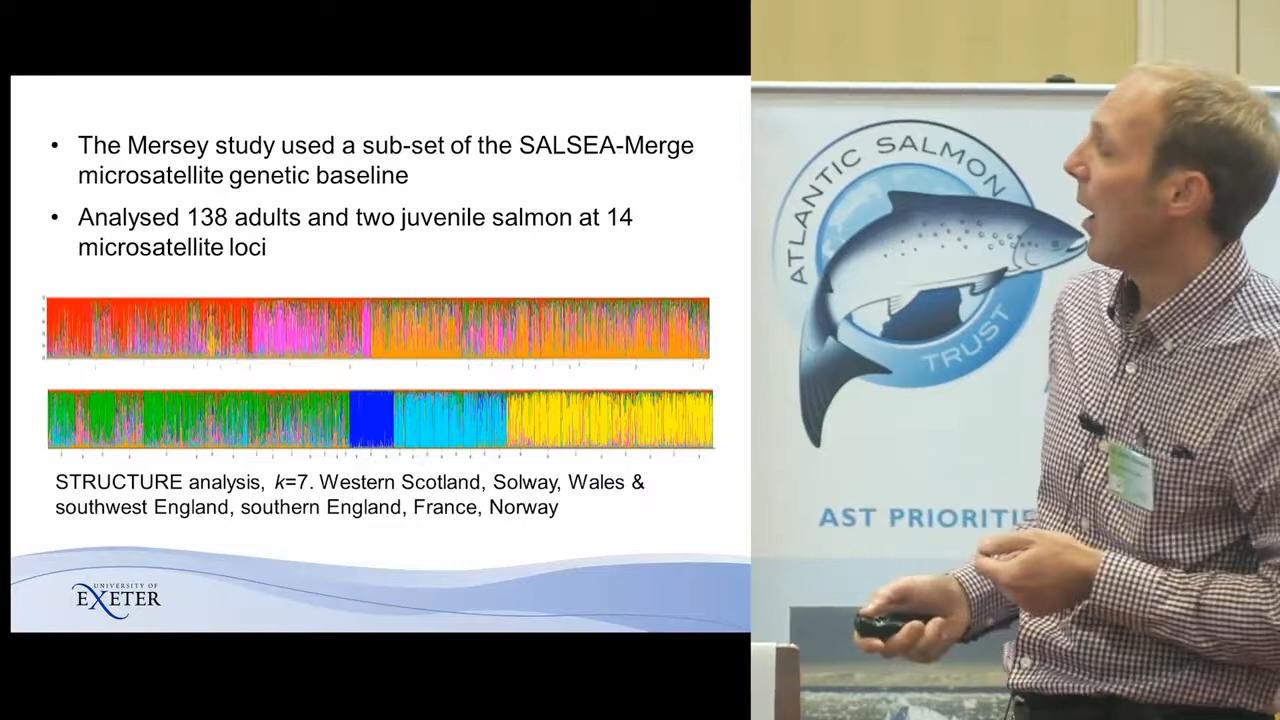 • The Mersey study used a sub-set of the SALSEA-Merge
microsatellite genetic baseline
• Analysed 138 adults and two juvenile salmon at 14
microsatellite loci
STRUCTURE analysis, k=7. Western Scotland, Solway, Wales &
southwest England, southern England, France, Norway
UNIVERSITY OF
EXETER
ATLANTIC SALMON
TRUST
AST PRIORITI